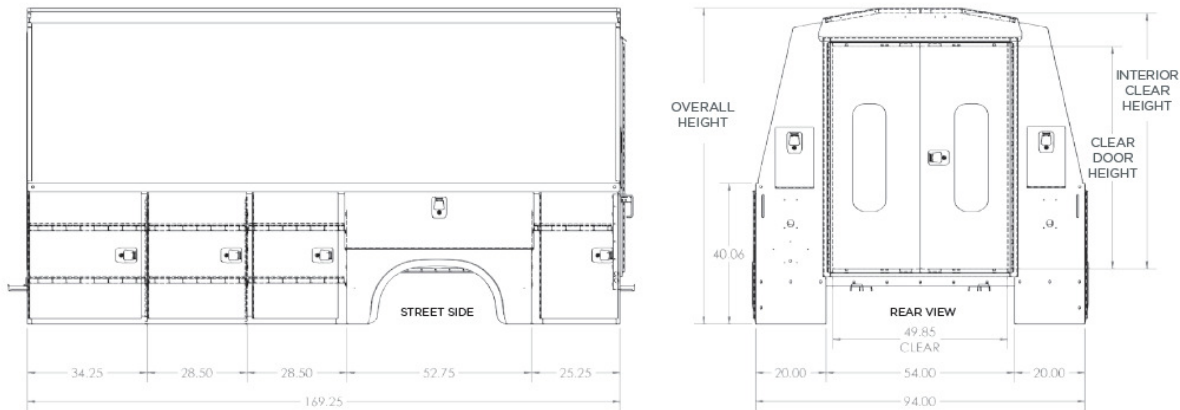 OVERALL
HEIGHT
INTERIOR
CLEAR
HEIGHT
CLEAR
DOOR
HEIGHT
40.06
STREET SIDE
REAR VIEW
49.85
CLEAR
34.25
28.50
28.50
52.75
25.25
20.00
54.00
20.00
169.25
94.00